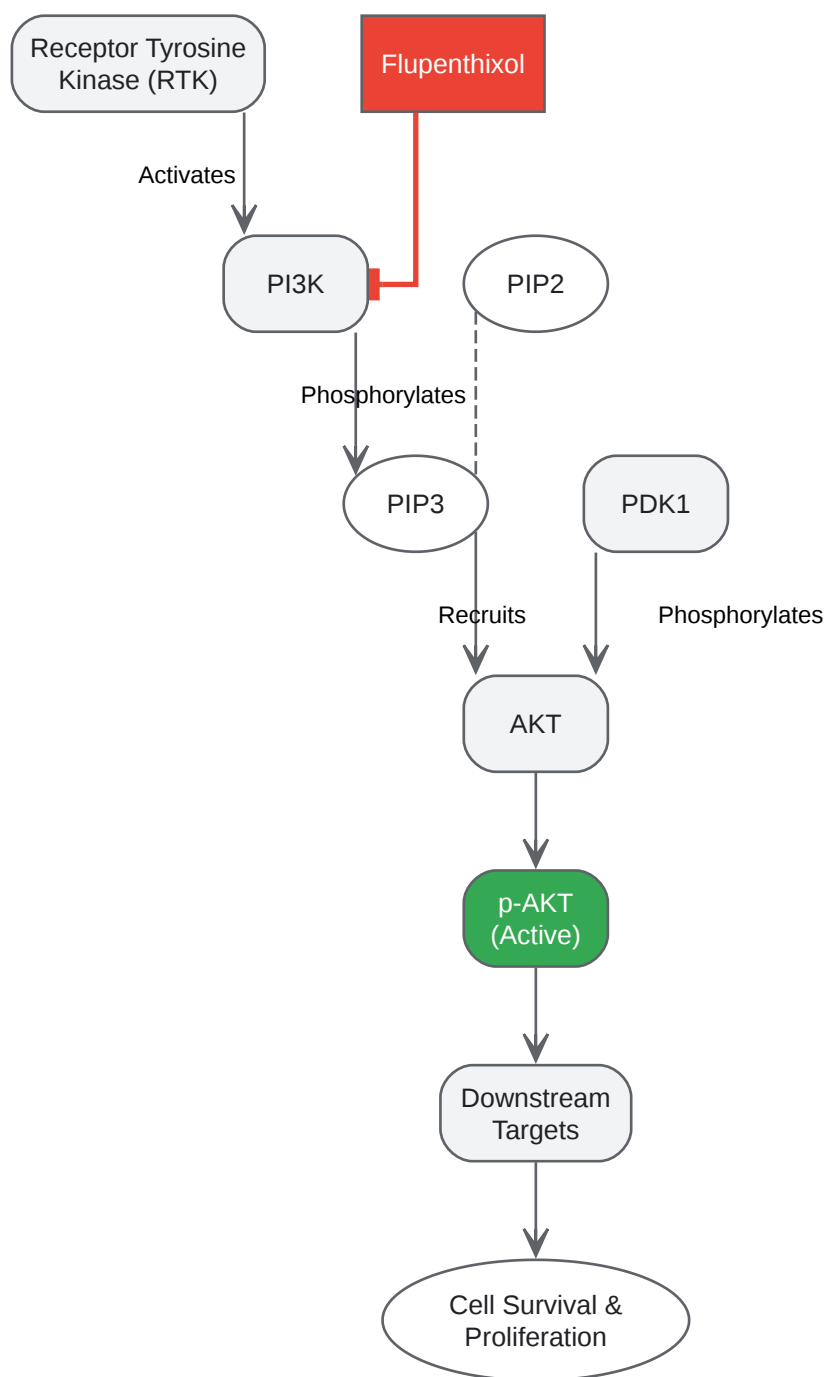 Receptor Tyrosine
Kinase (RTK)
Flupenthixol
Activates
PI3K
PIP2
Phosphorylates
PIP3
PDK1
Recruits
Phosphorylates
AKT
p-AKT
(Active)
Downstream
Targets
Cell Survival &
Proliferation